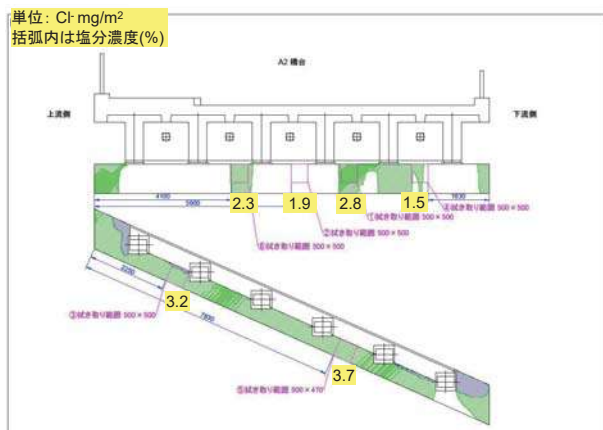 単位: Cl⁻ mg/m²
括弧内は塩分濃度(%)
A2 橋台
上流側
下流側
4100
5900
1630
2.3
1.9
2.8
1.5
④拭き取り範囲 500×500
①拭き取り範囲 500×500
②拭き取り範囲 500×500
⑥拭き取り範囲 500×500
2250
3.2
③拭き取り範囲 500×500
7800
3.7
⑤拭き取り範囲 500×470